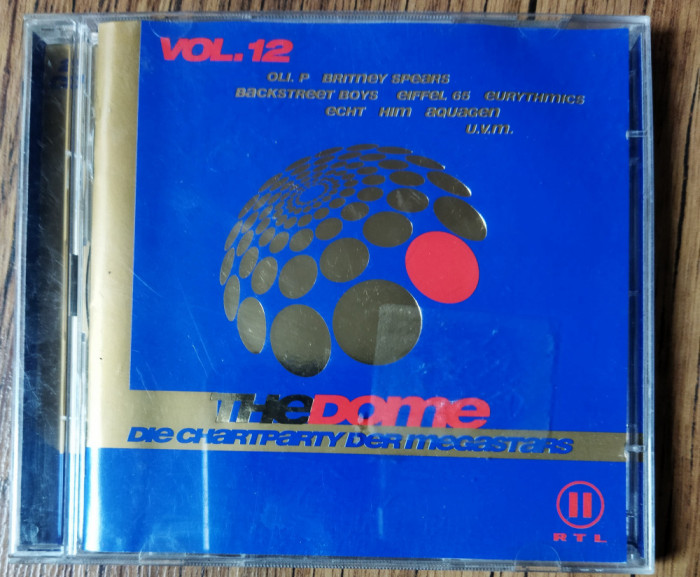 VOL.12
OLI. P BRITNEY SPEARS
BACKSTREET BOYS EIFFEL 65 EURYTHMICS
ECHT HIM AQUAGEN
U.V.M.
THE DOME
DIE CHARTPARTY DER MEGASTARS
II
RTL